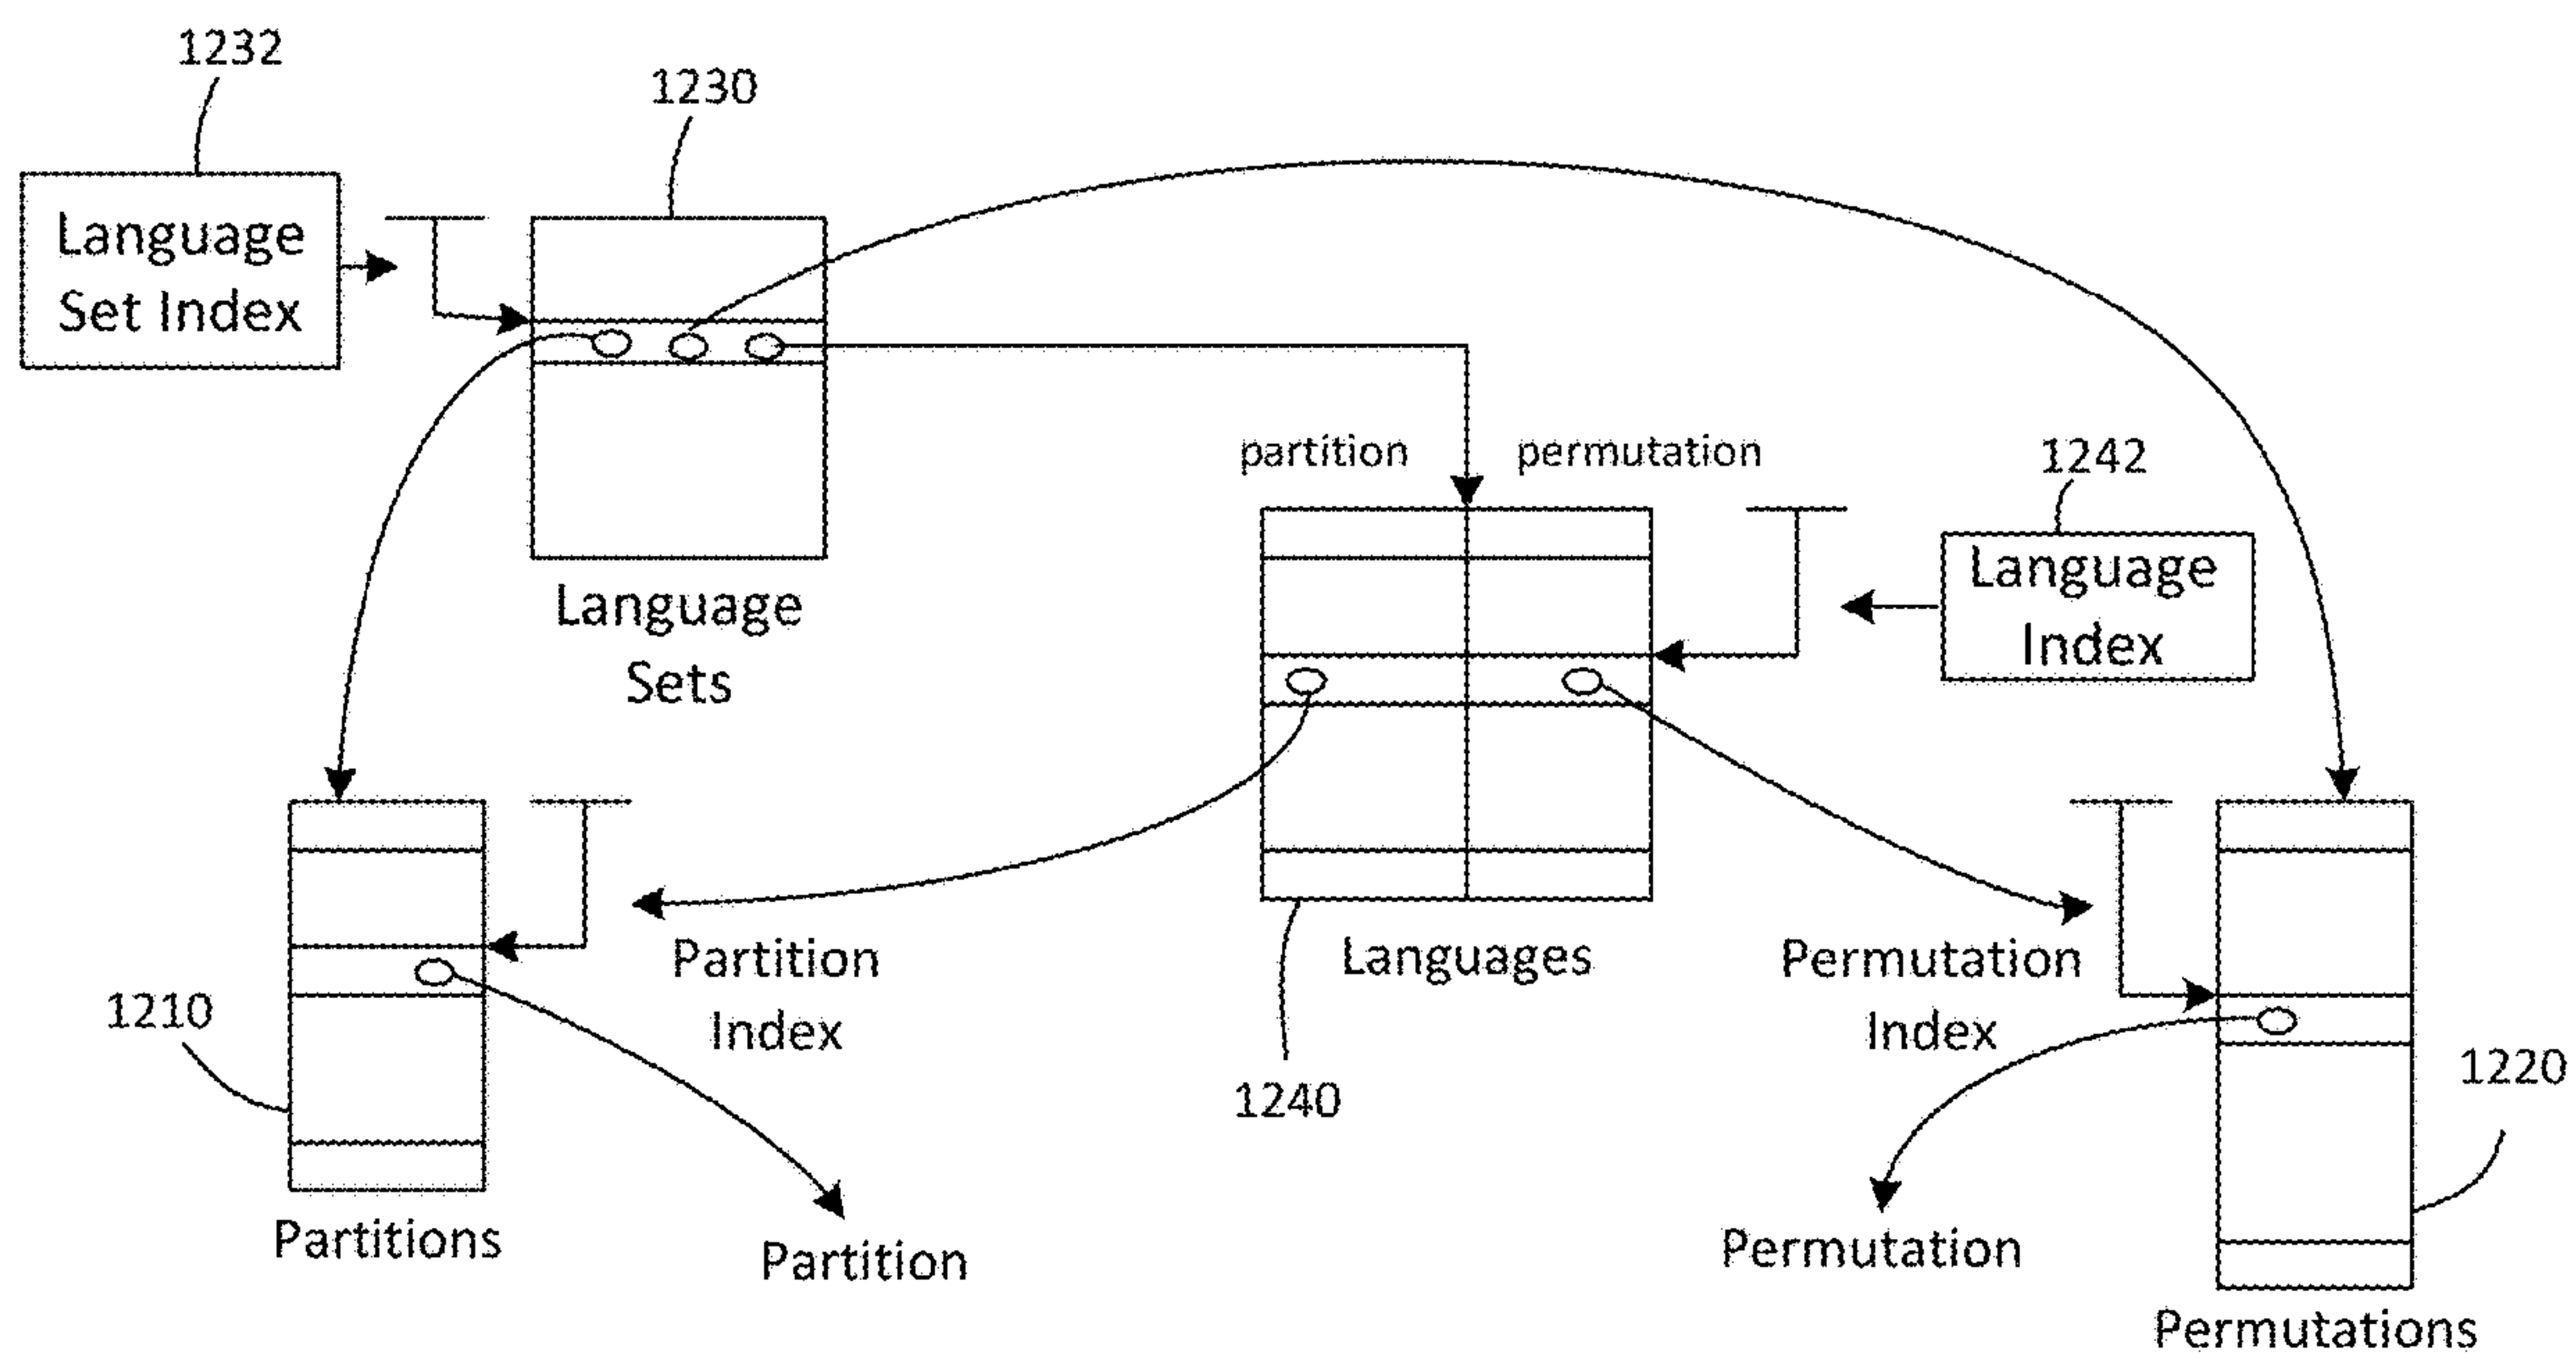 1232
1230
Language
Set Index
partition
permutation
1242
Language
Index
Language
Sets
Partition
Index
Languages
Permutation
Index
1210
1240
1220
Partitions
Partition
Permutation
Permutations